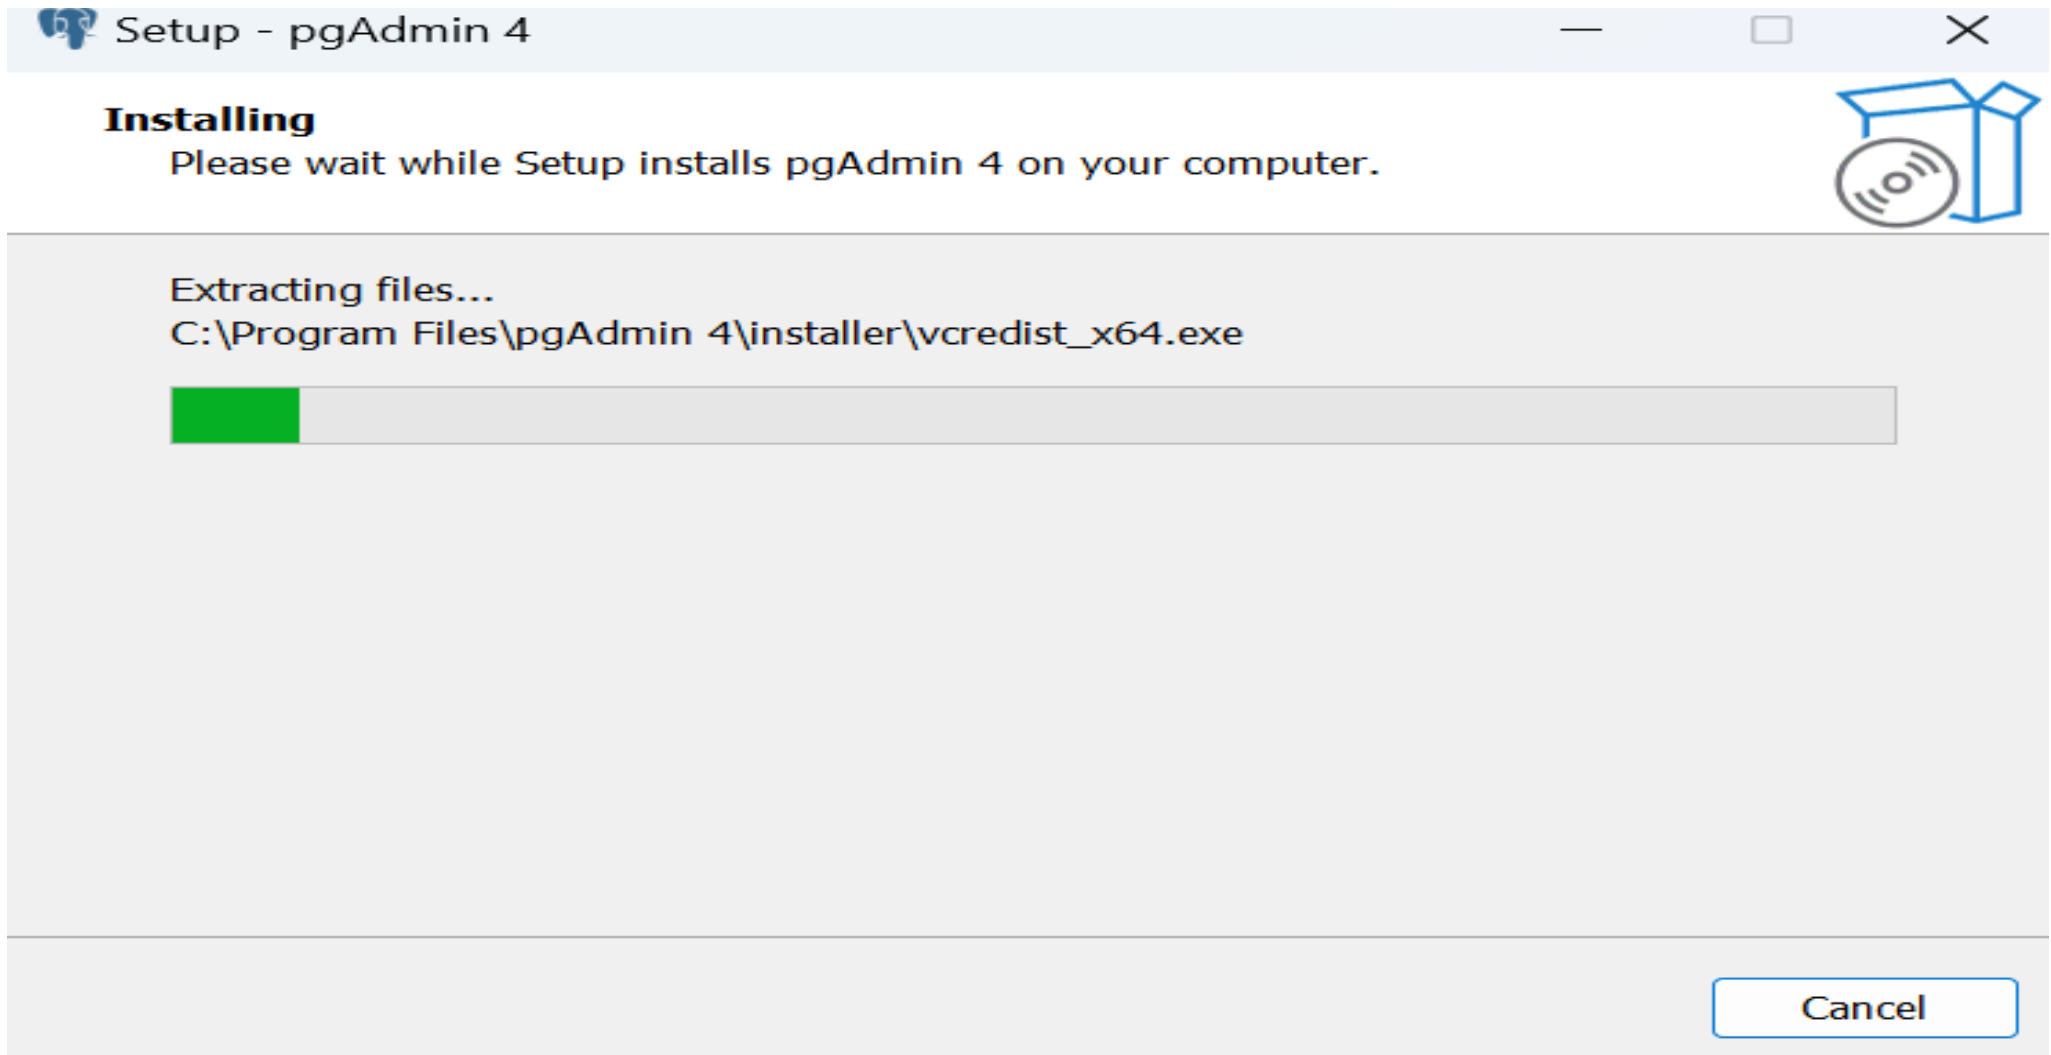 Setup - pgAdmin 4
Installing
Please wait while Setup installs pgAdmin 4 on your computer.
Extracting files...
C:\Program Files\pgAdmin 4\installer\vcredist_x64.exe
Cancel